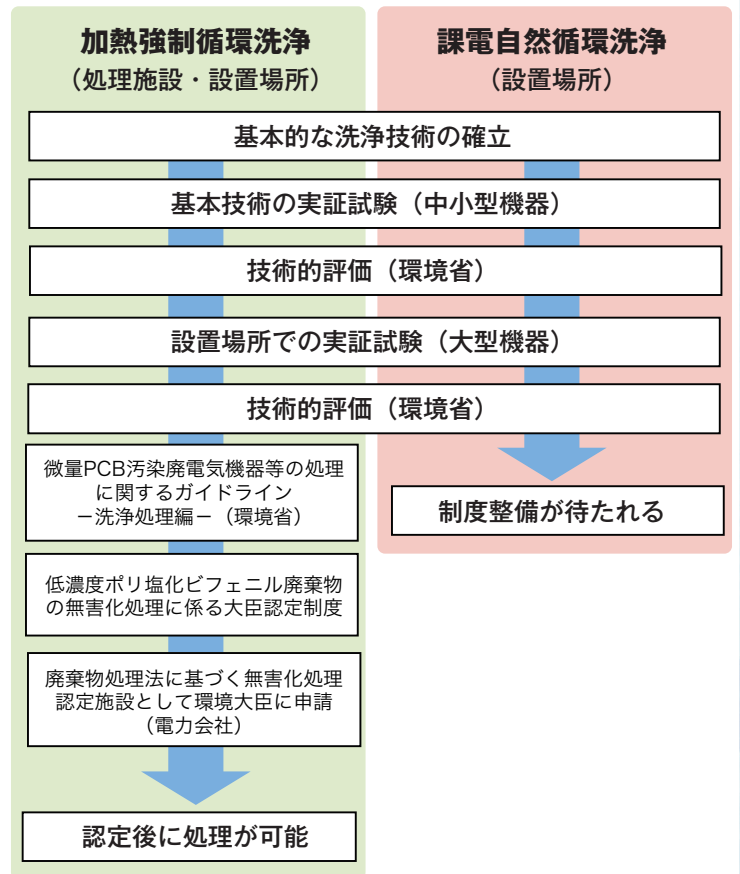 加熱強制循環洗浄
（処理施設・設置場所）
課電自然循環洗浄
（設置場所）
基本的な洗浄技術の確立
基本技術の実証試験（中小型機器）
技術的評価（環境省）
設置場所での実証試験（大型機器）
技術的評価（環境省）
微量PCB汚染廃電気機器等の処理
に関するガイドライン
－洗浄処理編－（環境省）
制度整備が待たれる
低濃度ポリ塩化ビフェニル廃棄物
の無害化処理に係る大臣認定制度
廃棄物処理法に基づく無害化処理
認定施設として環境大臣に申請
（電力会社）
認定後に処理が可能